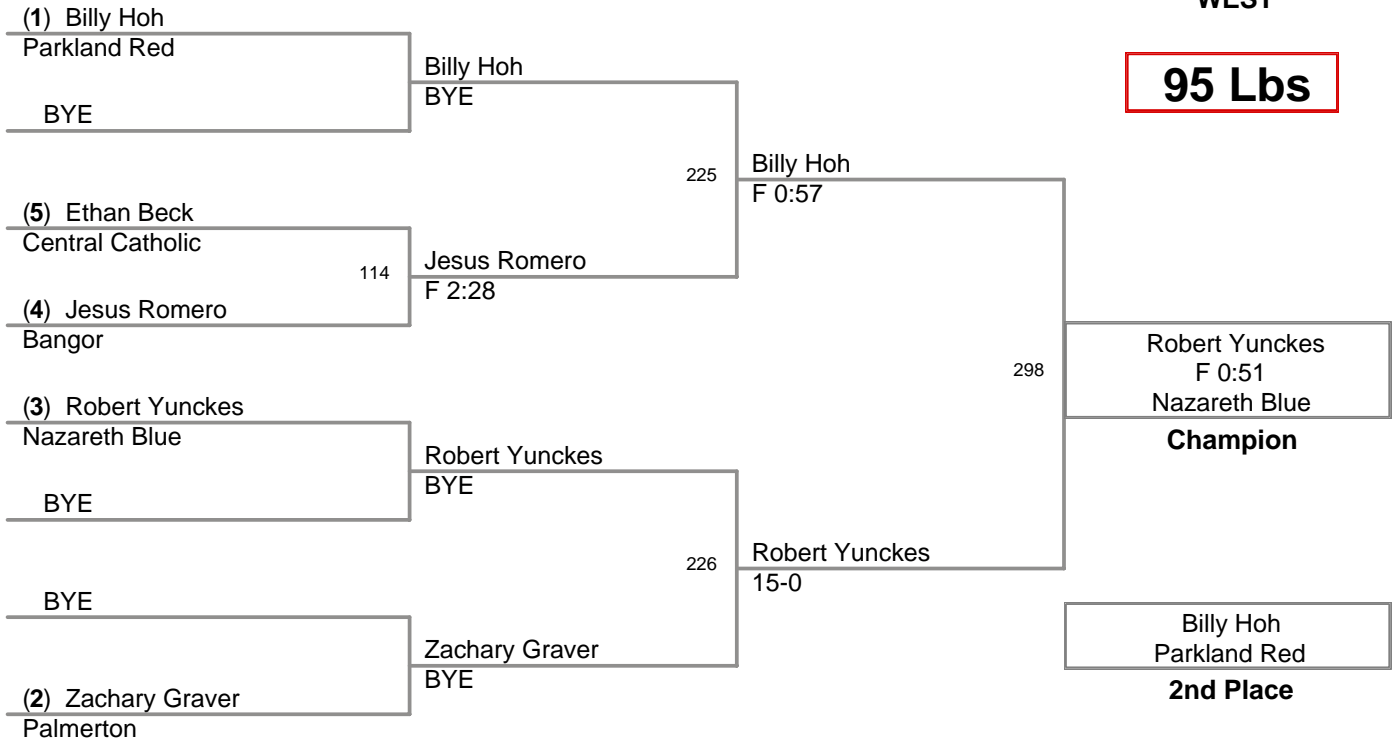 WEST
95 Lbs
(1) Billy Hoh
Parkland Red
BYE
(5) Ethan Beck
Central Catholic
114
(4) Jesus Romero
Bangor
(3) Robert Yunckes
Nazareth Blue
BYE
BYE
(2) Zachary Graver
Palmerton
Billy Hoh
BYE
225
Jesus Romero
F 2:28
Robert Yunckes
BYE
226
Zachary Graver
BYE
Billy Hoh
F 0:57
298
Robert Yunckes
15-0
Robert Yunckes
F 0:51
Nazareth Blue
Champion
Billy Hoh
Parkland Red
2nd Place